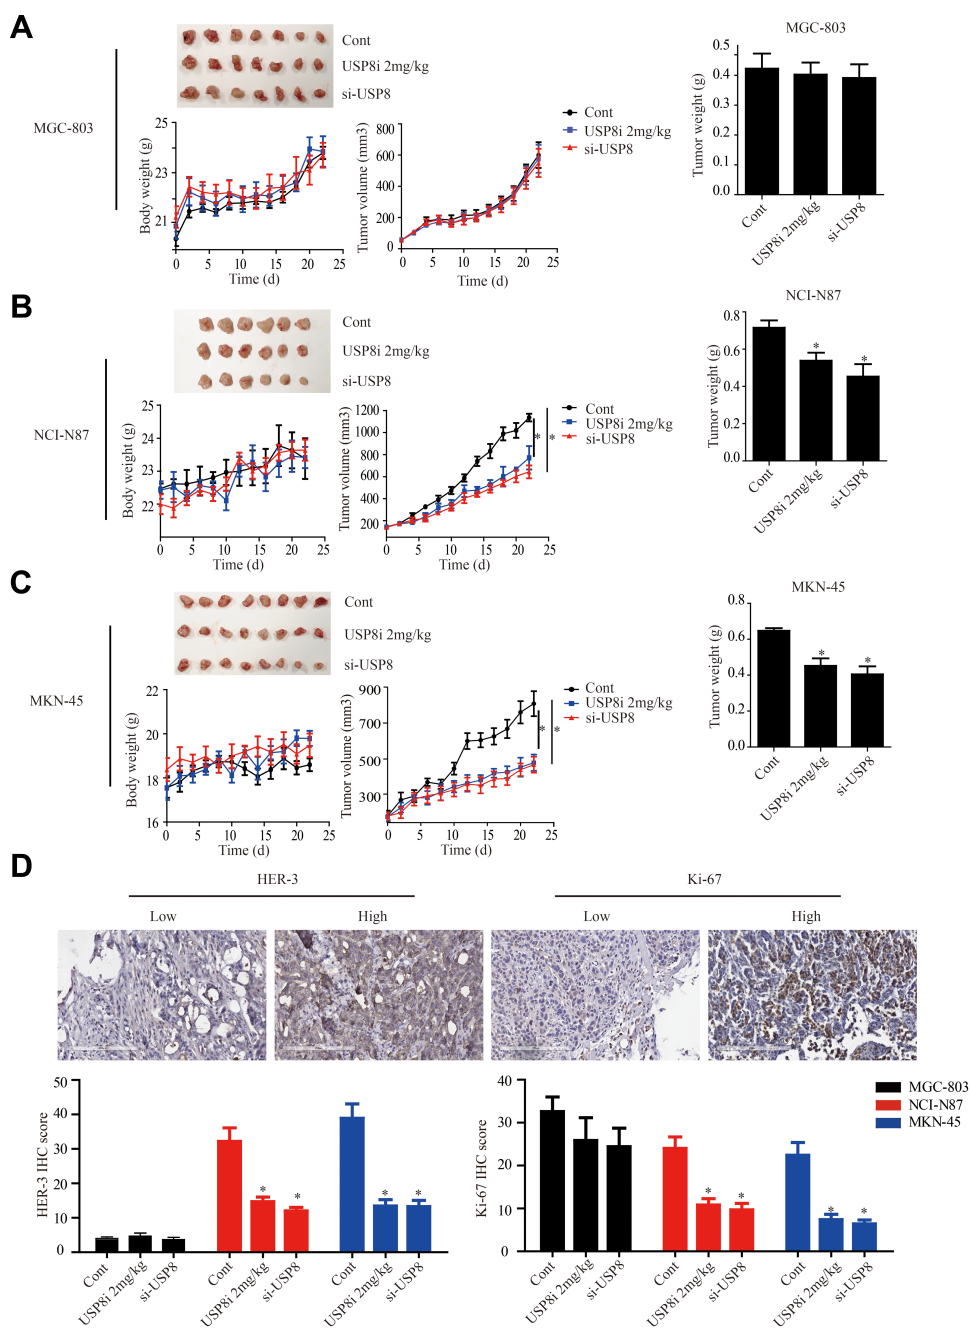 A
MGC-803
Cont
USP8i 2mg/kg
si-USP8
Body weight (g)
25
23
22
21
20
0 5 10 15 20 25
Time (d)
Tumor volume (mm3)
800
600
400
200
0
0 5 10 15 20 25
Time (d)
Cont
USP8i 2mg/kg
si-USP8
MGC-803
Tumor weight (g)
0.5
0.4
0.2
0.1
0.0
Cont
USP8i 2mg/kg
si-USP8
B
NCI-N87
Cont
USP8i 2mg/kg
si-USP8
Body weight (g)
25
24
23
22
0 5 10 15 20 25
Time (d)
Tumor volume (mm3)
1200
1000
800
600
400
200
0 5 10 15 20 25
Time (d)
Cont
USP8i 2mg/kg
si-USP8
* *
NCI-N87
Tumor weight (g)
0.8
0.6
0.4
0.2
0.0
* *
Cont
USP8i 2mg/kg
si-USP8
C
MKN-45
Cont
USP8i 2mg/kg
si-USP8
Body weight (g)
22
20
18
16
0 5 10 15 20 25
Time (d)
Tumor volume (mm3)
900
700
500
300
0 5 10 15 20 25
Time (d)
Cont
USP8i 2mg/kg
si-USP8
* *
MKN-45
Tumor weight (g)
0.8
0.6
0.4
0.2
0.0
* *
Cont
USP8i 2mg/kg
si-USP8
D
HER-3
Low High
Ki-67
Low High
HER-3 IHC score
50
40
30
20
10
0
* * * *
Cont
USP8i 2mg/kg
si-USP8
Cont
USP8i 2mg/kg
si-USP8
Cont
USP8i 2mg/kg
si-USP8
Ki-67 IHC score
40
30
20
10
0
* * * *
Cont
USP8i 2mg/kg
si-USP8
Cont
USP8i 2mg/kg
si-USP8
Cont
USP8i 2mg/kg
si-USP8
MGC-803
NCI-N87
MKN-45